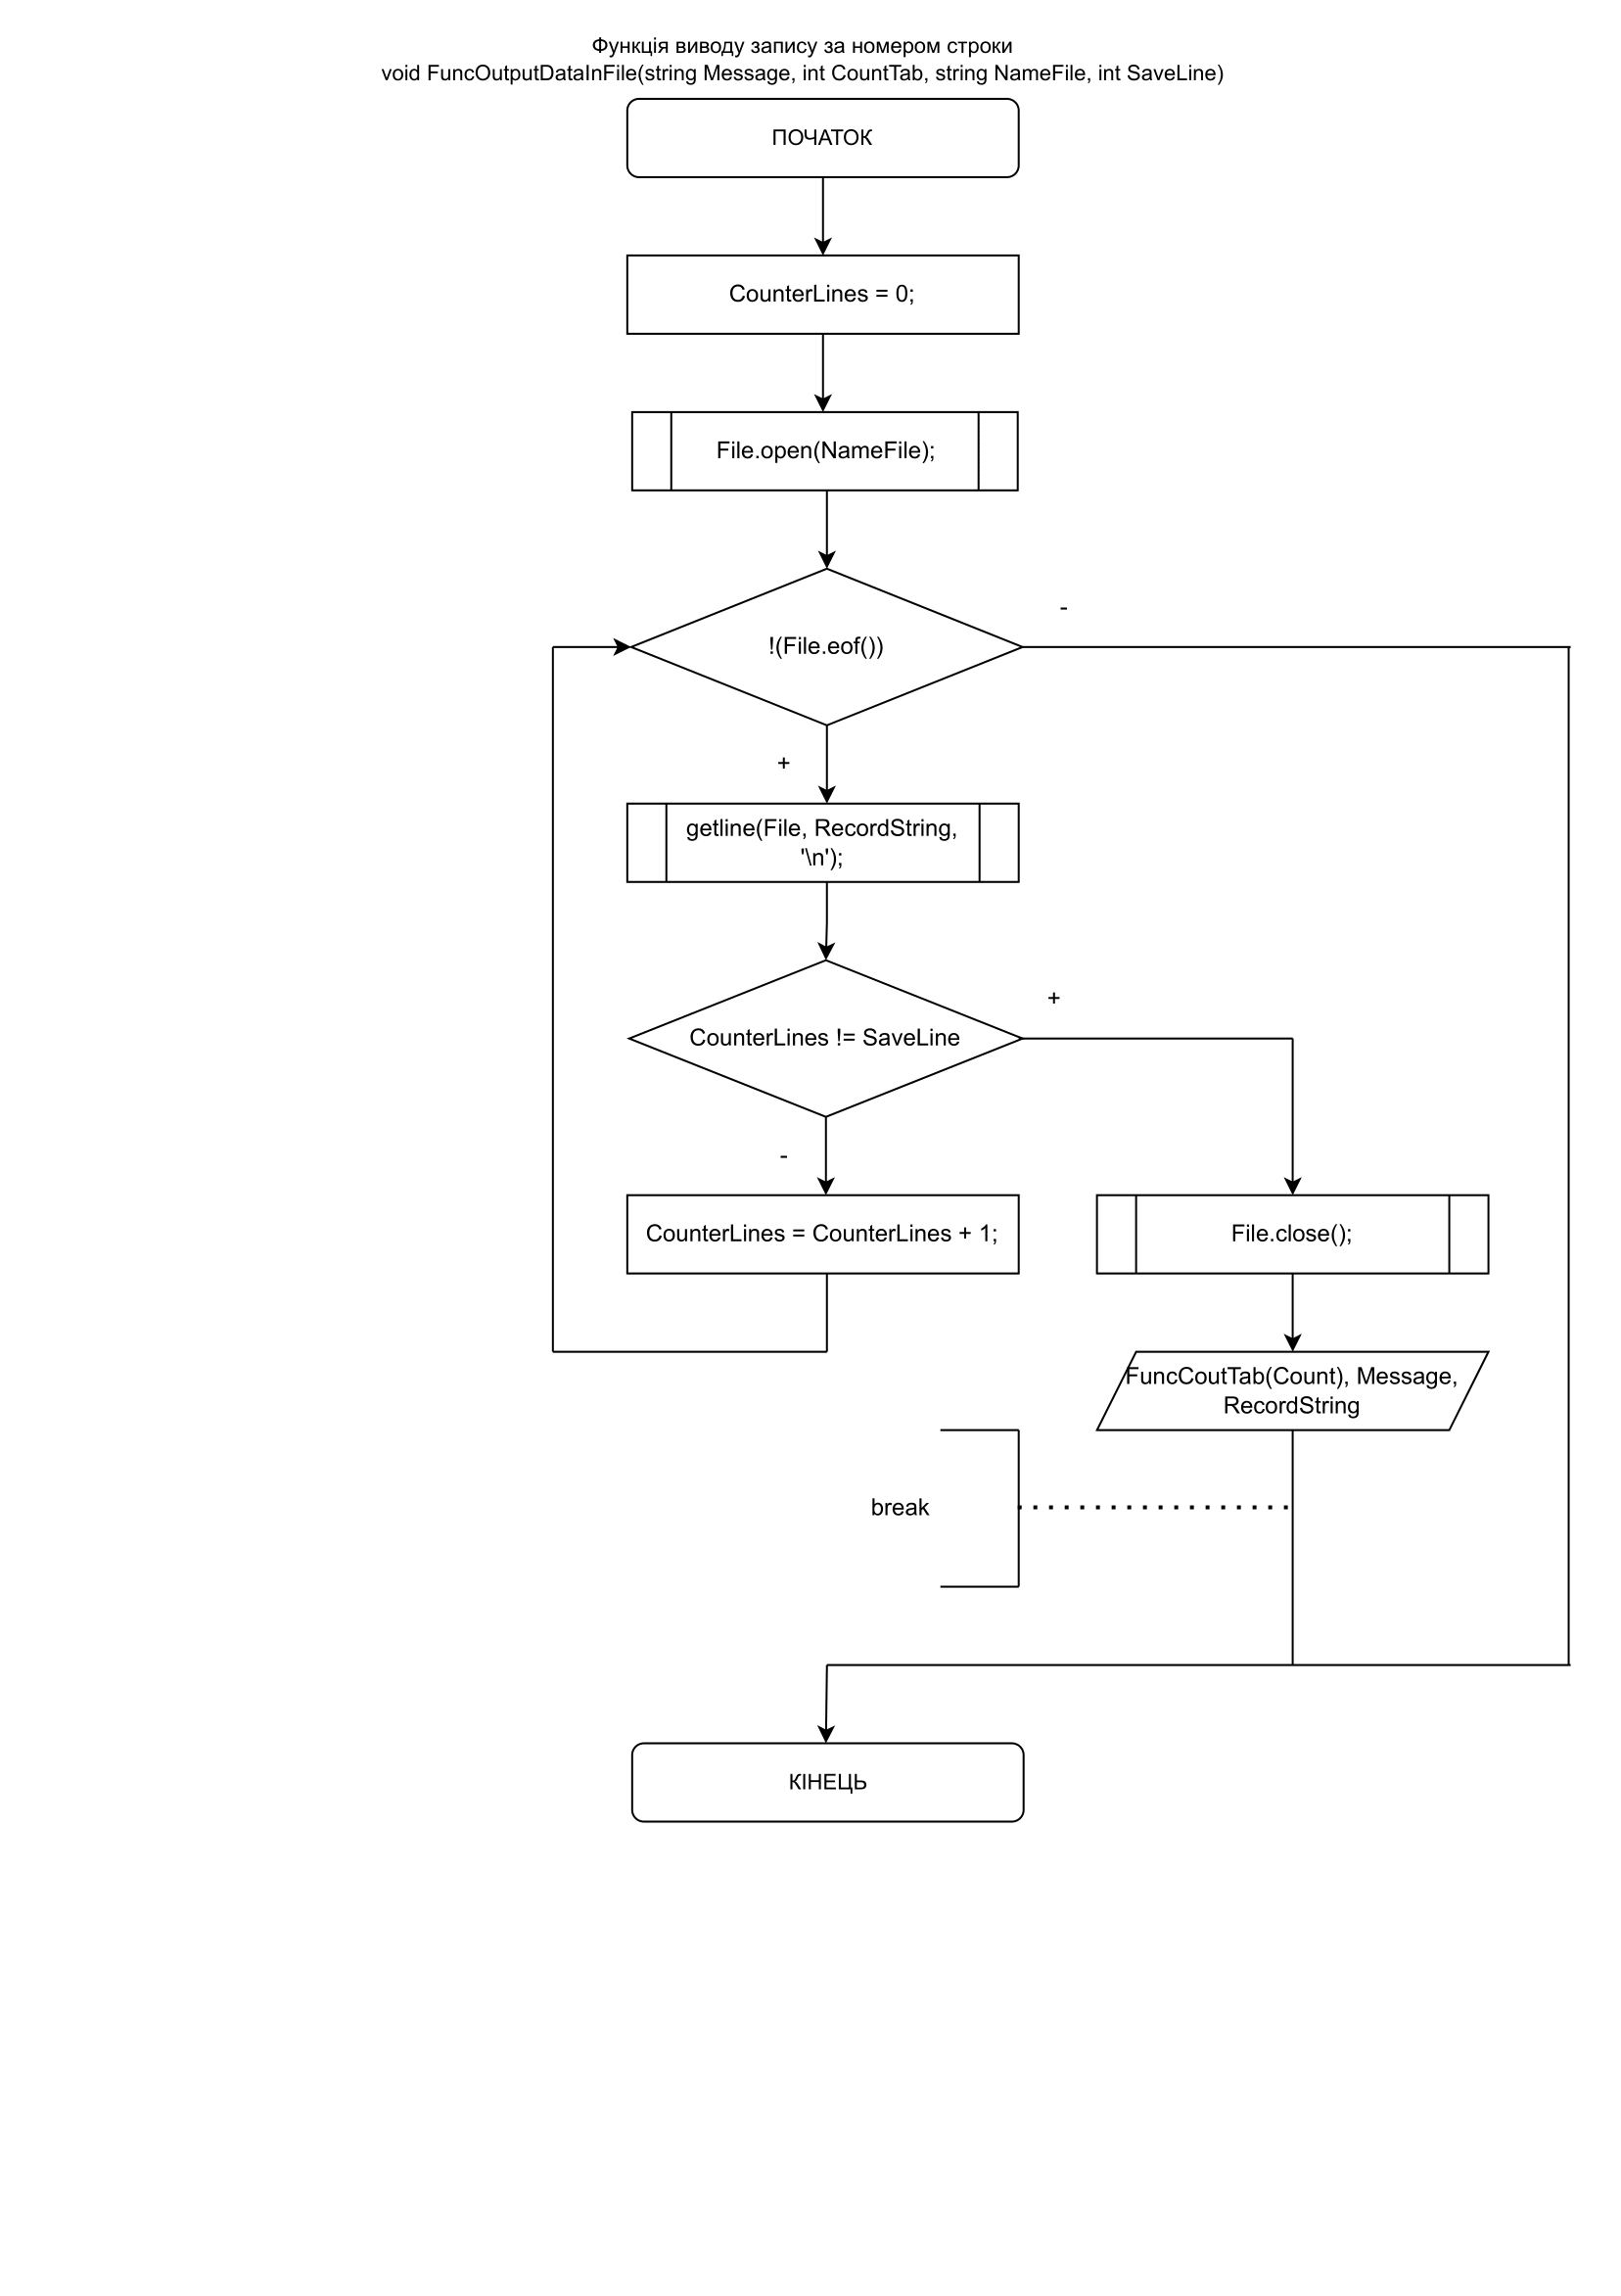 Функція виводу запису за номером строки
void FuncOutputDataInFile(string Message, int CountTab, string NameFile, int SaveLine)
ПОЧАТОК
CounterLines = 0;
File.open(NameFile);
-
!(File.eof())
+
getline(File, RecordString,
'\n');
+
CounterLines != SaveLine
-
CounterLines = CounterLines + 1;
File.close();
FuncCoutTab(Count), Message,
RecordString
break
КІНЕЦЬ